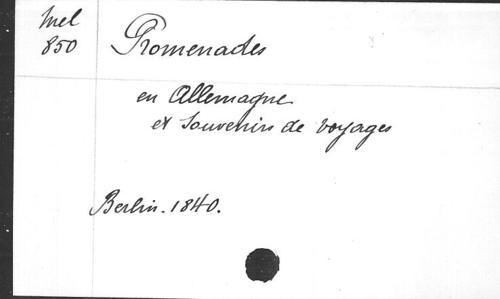 Mel
850
Promenades
en Allemagne
et Souvenirs de voyages
Berlin. 1840.